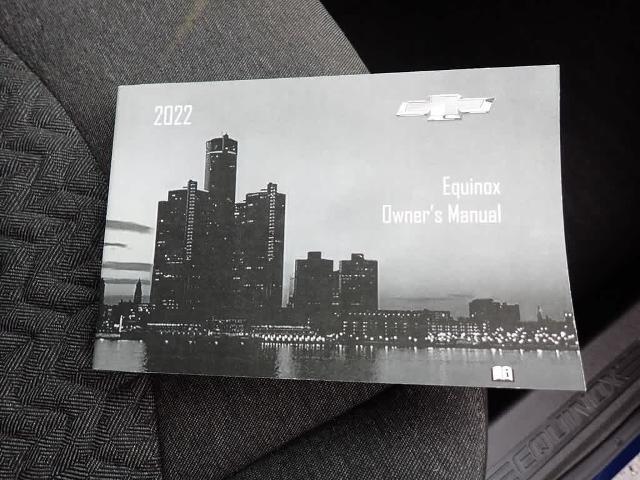 2022
Equinox
Owner's Manual
EQUINOX